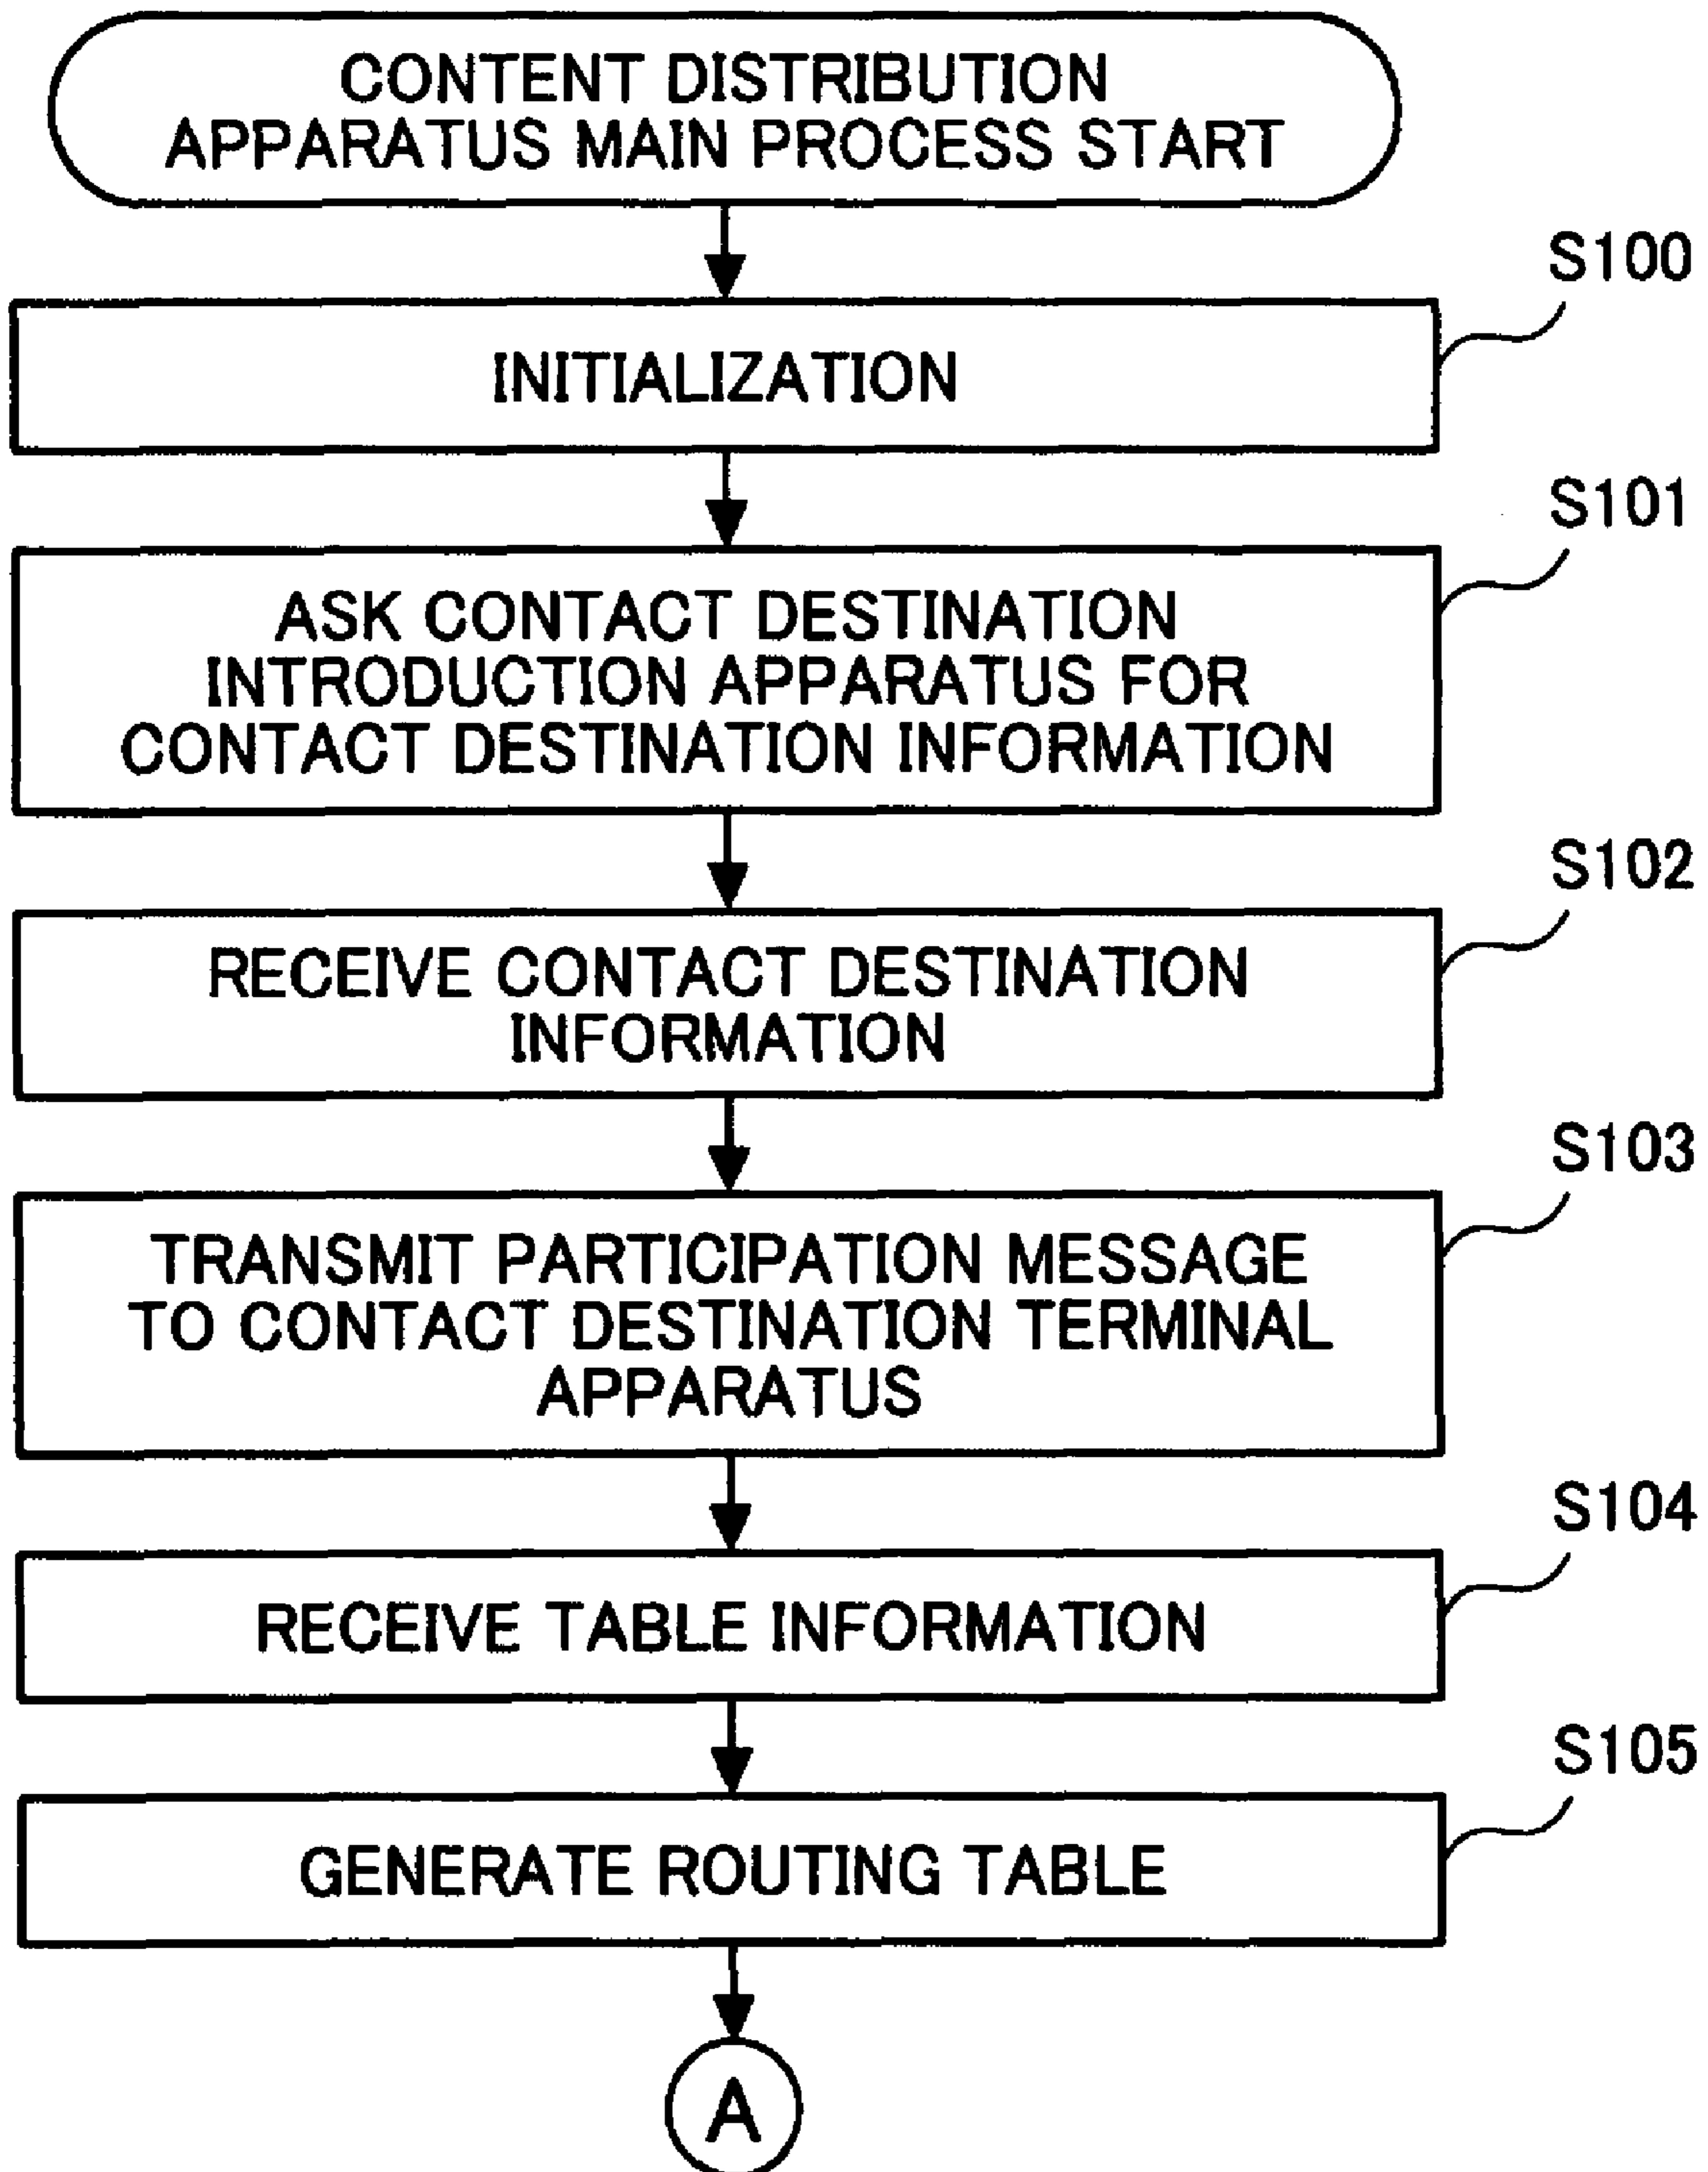 CONTENT DISTRIBUTION
APPARATUS MAIN PROCESS START
S100
INITIALIZATION
S101
ASK CONTACT DESTINATION
INTRODUCTION APPARATUS FOR
CONTACT DESTINATION INFORMATION
S102
RECEIVE CONTACT DESTINATION
INFORMATION
S103
TRANSMIT PARTICIPATION MESSAGE
TO CONTACT DESTINATION TERMINAL
APPARATUS
S104
RECEIVE TABLE INFORMATION
S105
GENERATE ROUTING TABLE
A